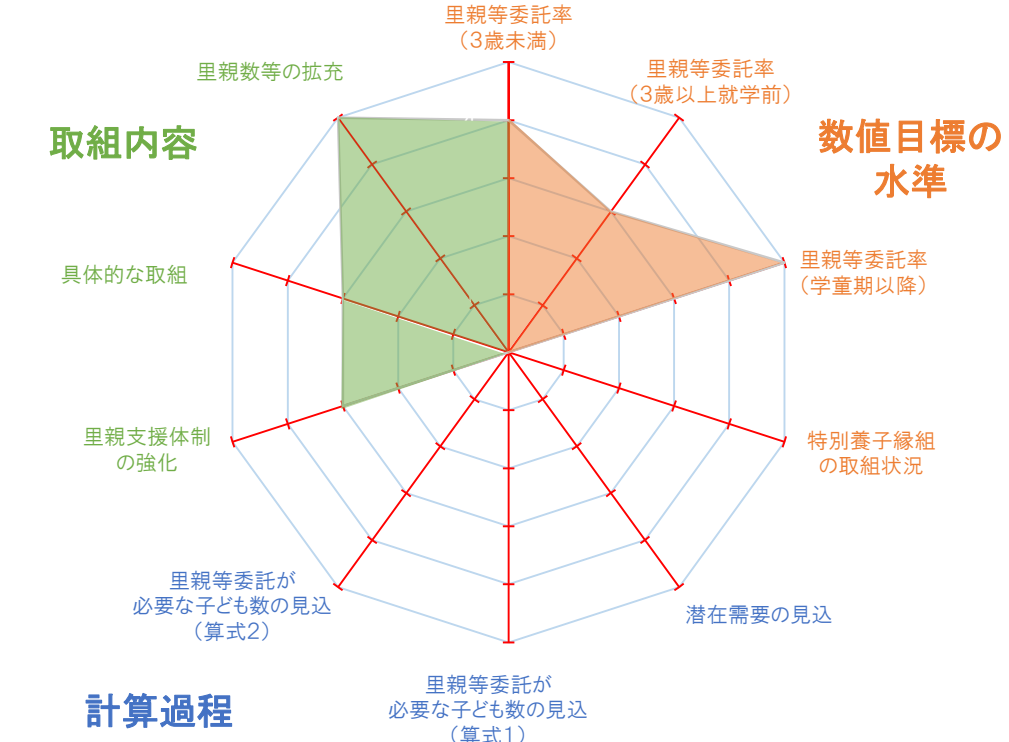 里親等委託率
（3歳未満）
里親等委託率
（3歳以上就学前）
数値目標の
水準
里親等委託率
（学童期以降）
特別養子縁組
の取組状況
潜在需要の見込
里親等委託が
必要な子ども数の見込
（算式1）
計算過程
里親等委託が
必要な子ども数の見込
（算式2）
里親支援体制
の強化
具体的な取組
取組内容
里親数等の拡充